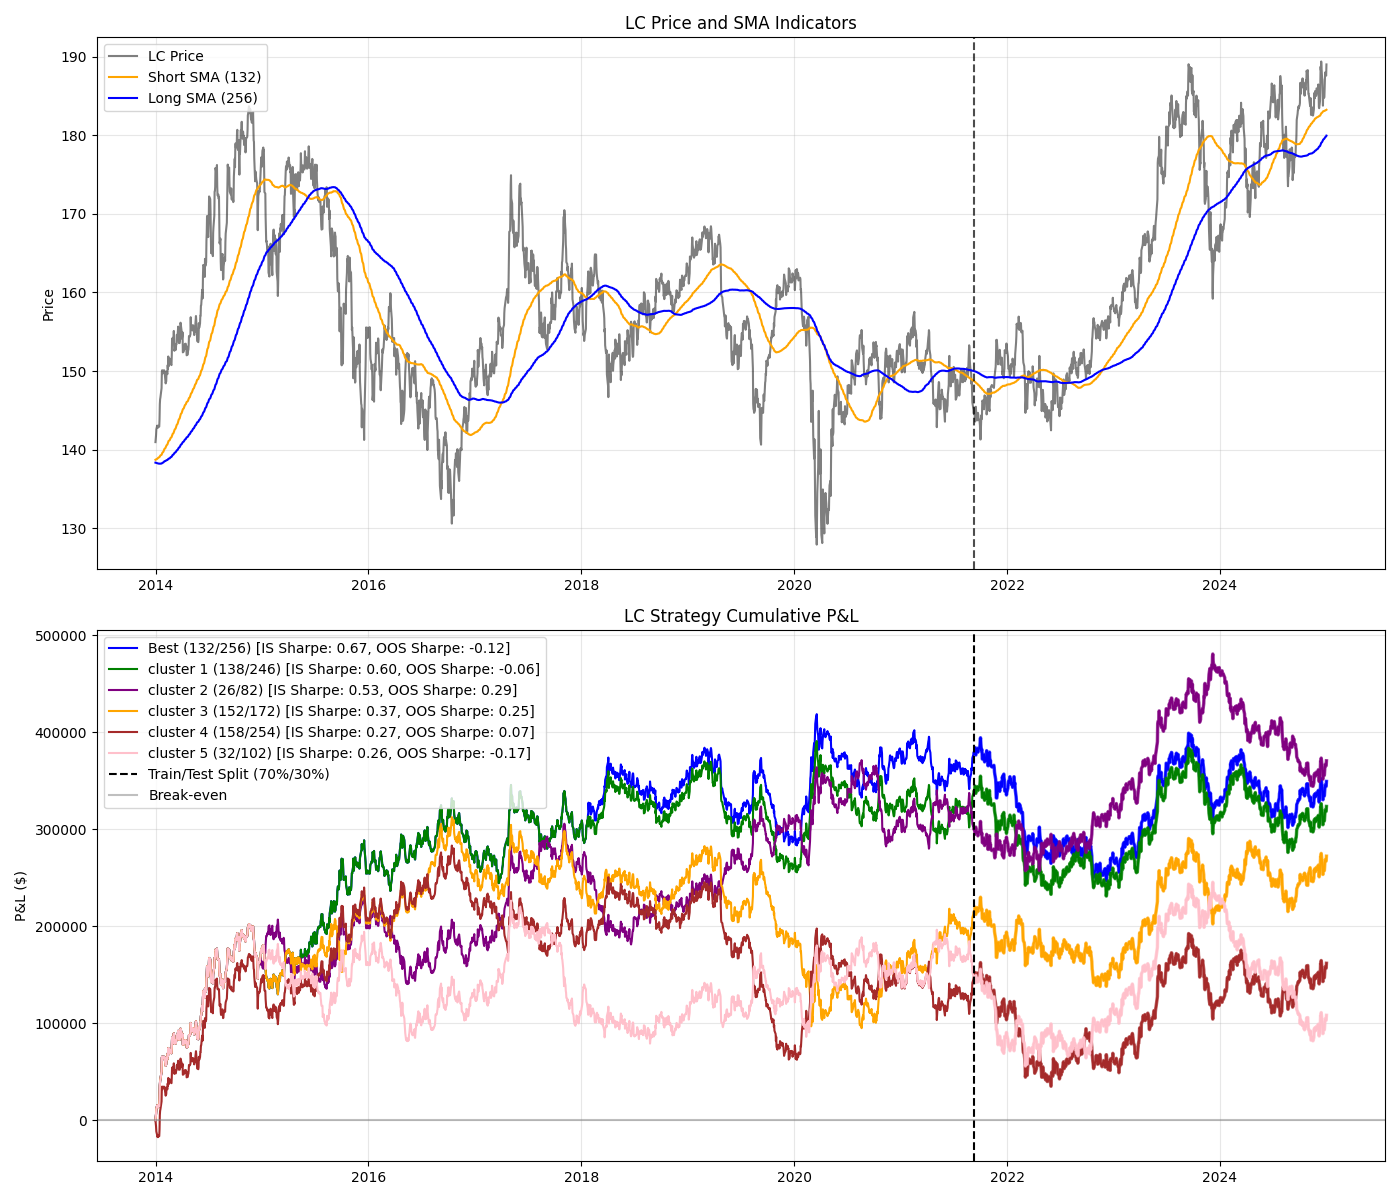 LC Price and SMA Indicators
LC Price
Short SMA (132)
Long SMA (256)
Price
190
180
170
160
150
140
130
2014
2016
2018
2020
2022
2024
LC Strategy Cumulative P&L
Best (132/256) [IS Sharpe: 0.67, OOS Sharpe: -0.12]
cluster 1 (138/246) [IS Sharpe: 0.60, OOS Sharpe: -0.06]
cluster 2 (26/82) [IS Sharpe: 0.53, OOS Sharpe: 0.29]
cluster 3 (152/172) [IS Sharpe: 0.37, OOS Sharpe: 0.25]
cluster 4 (158/254) [IS Sharpe: 0.27, OOS Sharpe: 0.07]
cluster 5 (32/102) [IS Sharpe: 0.26, OOS Sharpe: -0.17]
Train/Test Split (70%/30%)
Break-even
P&L ($)
500000
400000
300000
200000
100000
0
2014
2016
2018
2020
2022
2024